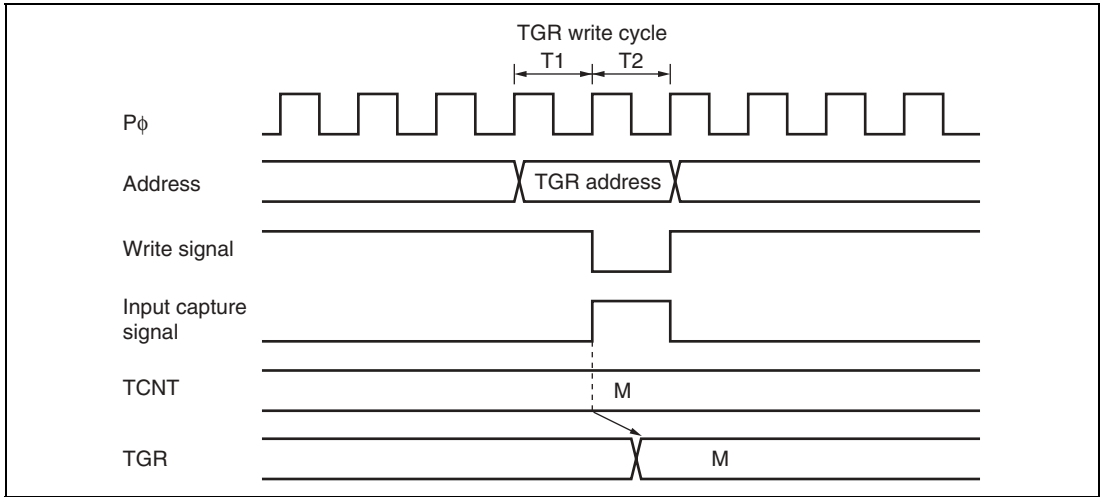 TGR write cycle
T1 T2
Pϕ
Address TGR address
Write signal
Input capture
signal
TCNT M
TGR M